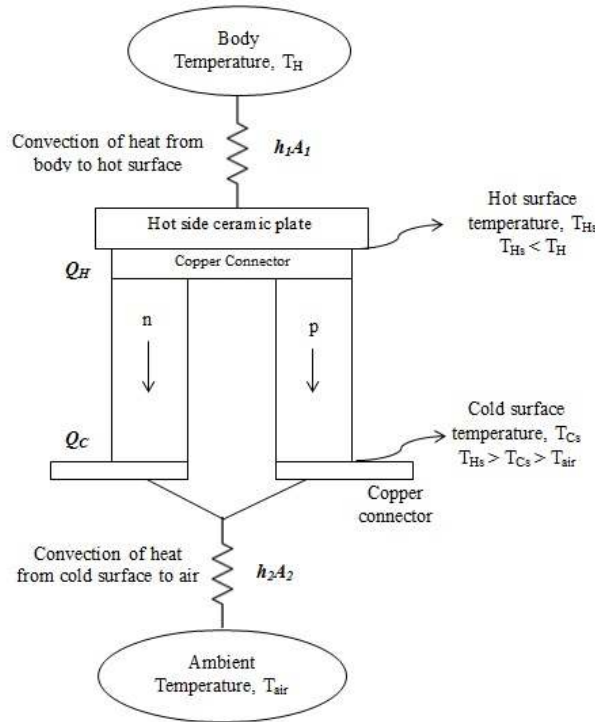 Body
Temperature, T_H
Convection of heat from
body to hot surface
h₁A₁
Hot side ceramic plate
Hot surface
temperature, T_Hs
T_Hs < T_H
Copper Connector
Q_H
n
p
Q_C
Cold surface
temperature, T_Cs
T_Hs > T_Cs > T_air
Copper
connector
Convection of heat
from cold surface to air
h₂A₂
Ambient
Temperature, T_air